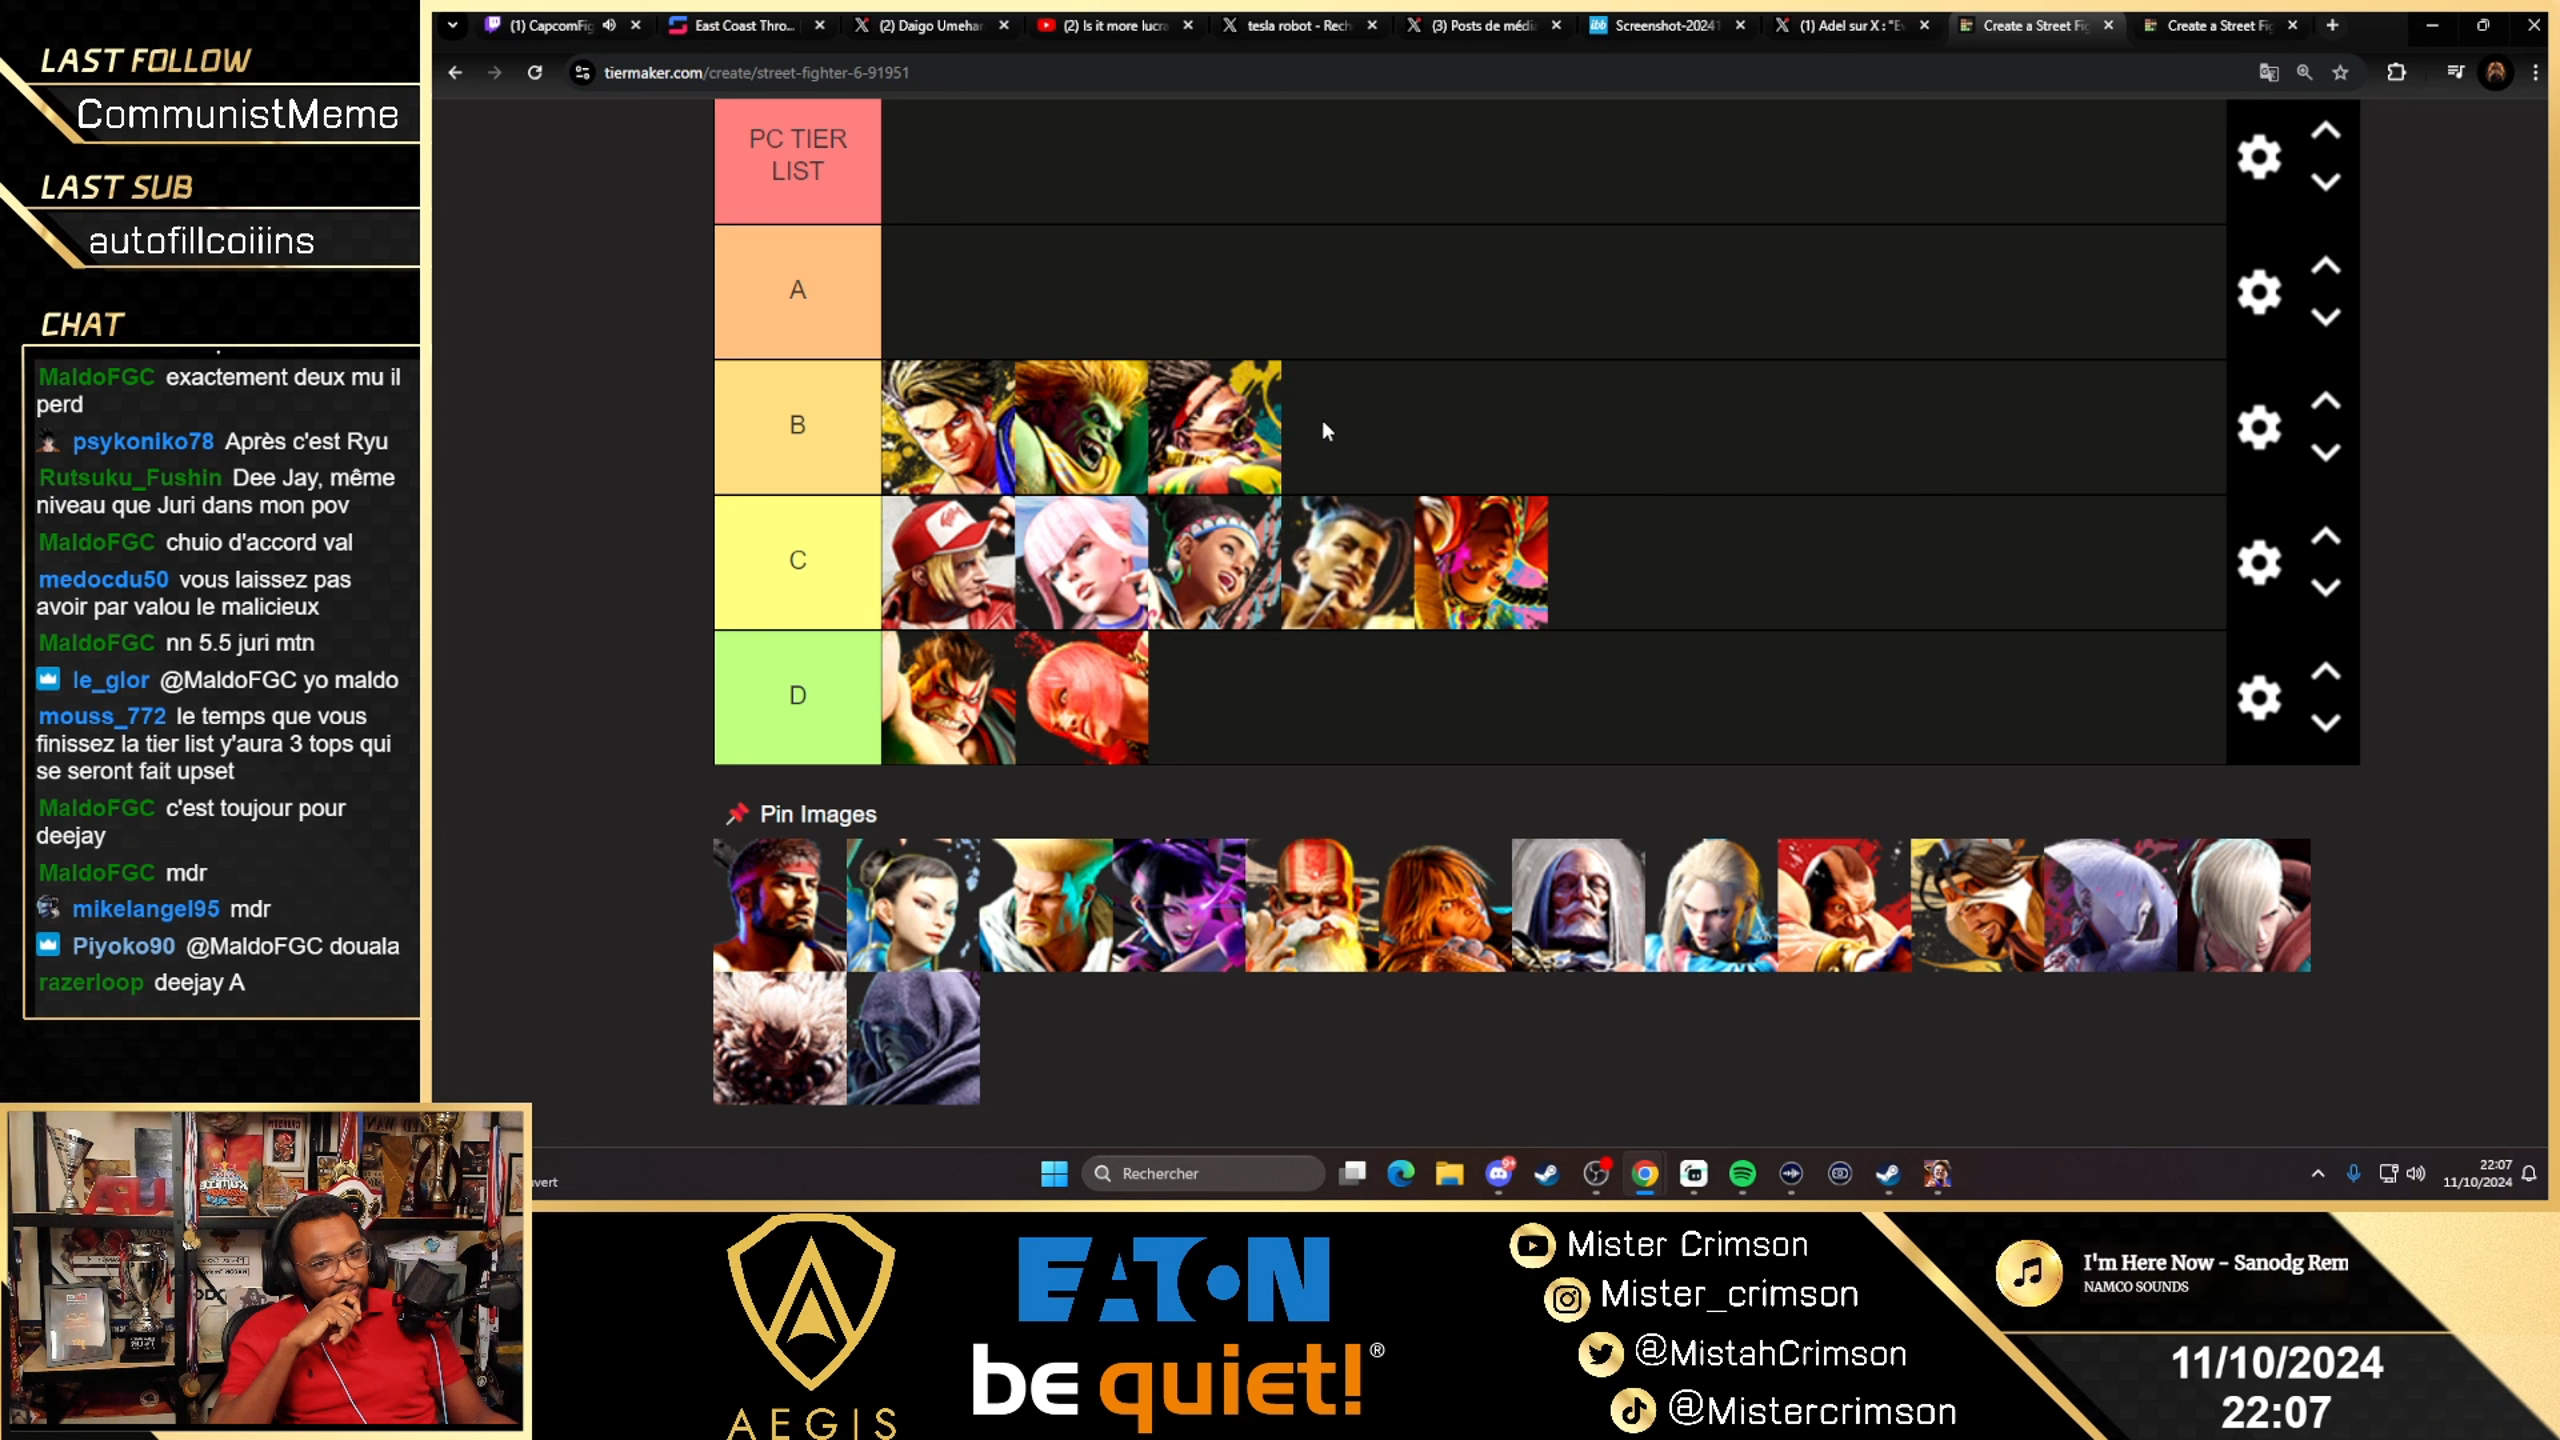 LAST FOLLOW
CommunistMeme
LAST SUB
autofillcoiiins
CHAT
MaldoFGC exactement deux mu il
perd
psykoniko78 Après c'est Ryu
Rutsuku_Fushin Dee Jay, même
niveau que Juri dans mon pov
MaldoFGC chuio d'accord val
medocdu50 vous laissez pas
avoir par valou le malicieux
MaldoFGC nn 5.5 juri mtn
le_glor @MaldoFGC yo maldo
mouss_772 le temps que vous
finissez la tier list y'aura 3 tops qui
se seront fait upset
MaldoFGC c'est toujour pour
deejay
MaldoFGC mdr
mikelangel95 mdr
Piyoko90 @MaldoFGC douala
razerloop deejay A
(1) CapcomFig
East Coast Thro...
(2) Daigo Umehar
(2) Is it more lucra
tesla robot - Rech
(3) Posts de médi
Screenshot-20241
(1) Adel sur X : "E
Create a Street Fig
Create a Street Fig
tiermaker.com/create/street-fighter-6-91951
PC TIER
LIST
A
B
C
D
Pin Images
Rechercher
22:07
11/10/2024
uvert
AEGIS
EATON
be quiet!®
Mister Crimson
Mister_crimson
@MistahCrimson
@Mistercrimson
I'm Here Now - Sanodg Rem
NAMCO SOUNDS
11/10/2024
22:07